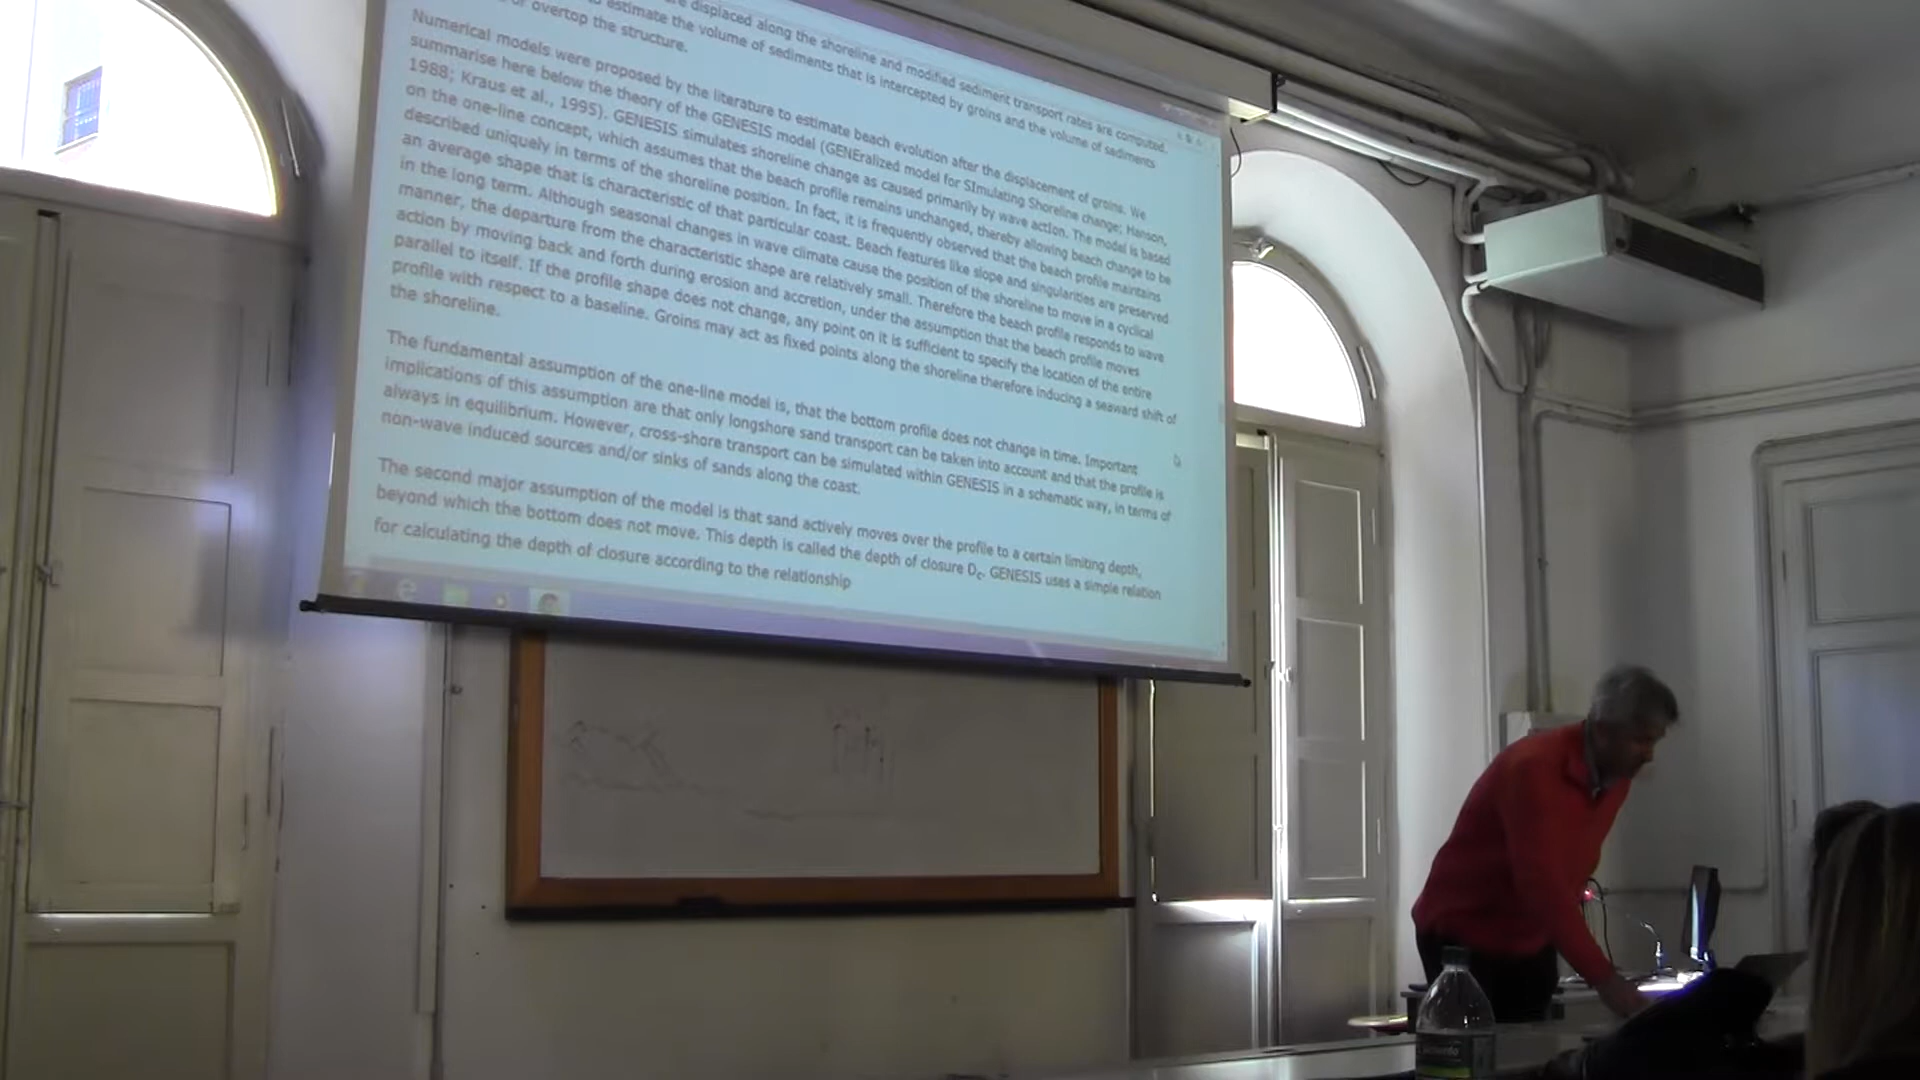 re displaced along the shoreline and modified sediment transport rates are computed,
to estimate the volume of sediments that is intercepted by groins and the volume of sediments
or overtop the structure.
Numerical models were proposed by the literature to estimate beach evolution after the displacement of groins. We
summarise here below the theory of the GENESIS model (GENEralized model for SImulating Shoreline change; Hanson,
1988; Kraus et al., 1995). GENESIS simulates shoreline change as caused primarily by wave action. The model is based
on the one-line concept, which assumes that the beach profile remains unchanged, thereby allowing beach change to be
described uniquely in terms of the shoreline position. In fact, it is frequently observed that the beach profile maintains
an average shape that is characteristic of that particular coast. Beach features like slope and singularities are preserved
in the long term. Although seasonal changes in wave climate cause the position of the shoreline to move in a cyclical
manner, the departure from the characteristic shape are relatively small. Therefore the beach profile responds to wave
action by moving back and forth during erosion and accretion, under the assumption that the beach profile moves
parallel to itself. If the profile shape does not change, any point on it is sufficient to specify the location of the entire
profile with respect to a baseline. Groins may act as fixed points along the shoreline therefore inducing a seaward shift of
the shoreline.
The fundamental assumption of the one-line model is, that the bottom profile does not change in time. Important
implications of this assumption are that only longshore sand transport can be taken into account and that the profile is
always in equilibrium. However, cross-shore transport can be simulated within GENESIS in a schematic way, in terms of
non-wave induced sources and/or sinks of sands along the coast.
The second major assumption of the model is that sand actively moves over the profile to a certain limiting depth,
beyond which the bottom does not move. This depth is called the depth of closure Dc. GENESIS uses a simple relation
for calculating the depth of closure according to the relationship